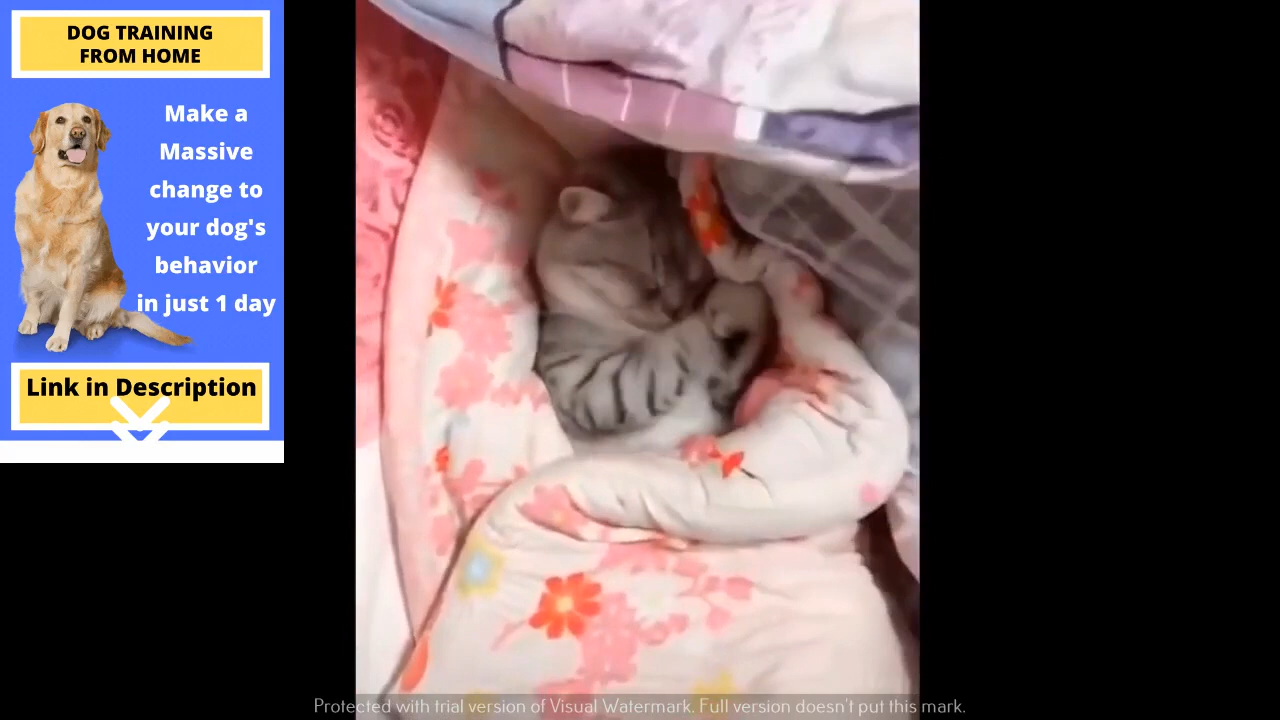 DOG TRAINING
FROM HOME
Make a
Massive
change to
your dog's
behavior
in just 1 day
Link in Description
Protected with trial version of Visual Watermark. Full version doesn't put this mark.